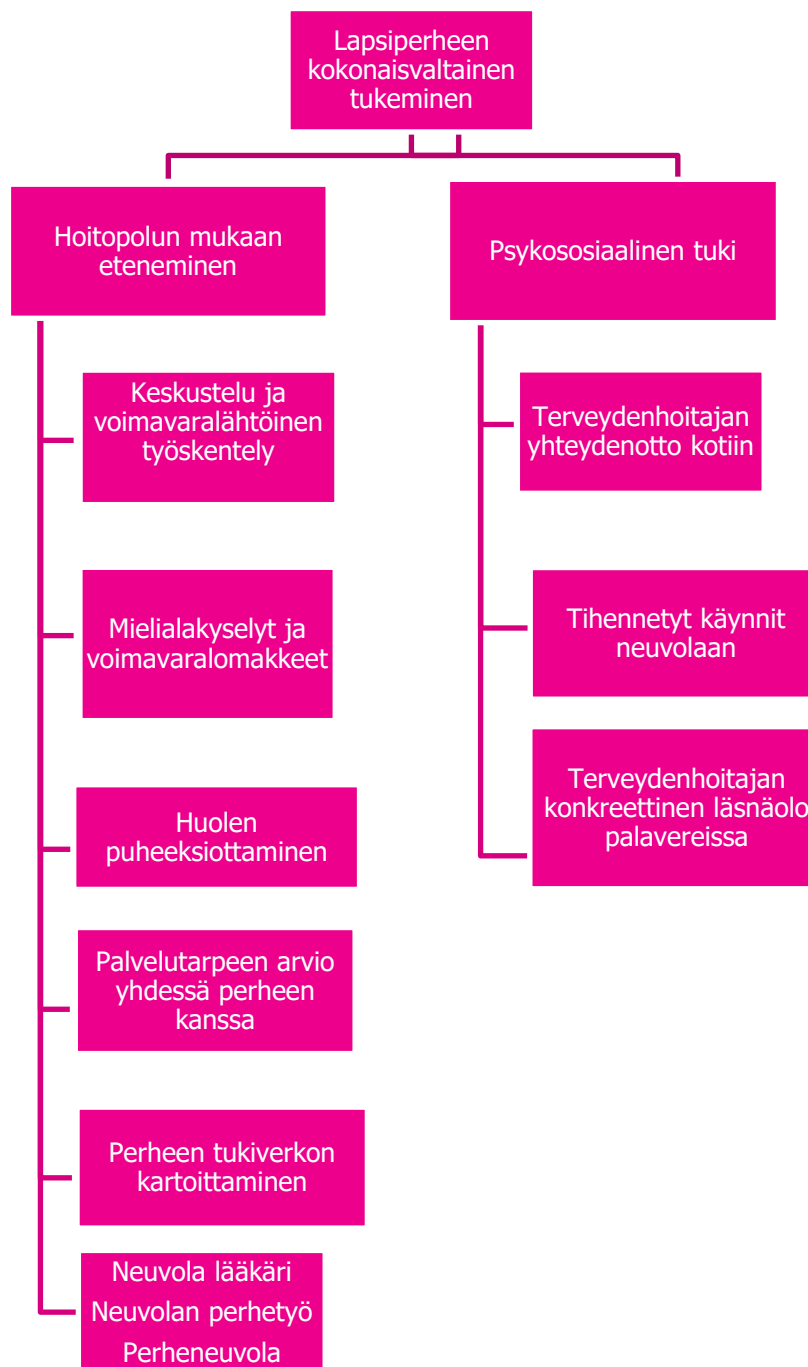 Lapsiperheen
kokonaisvaltainen
tukeminen
Hoitopolun mukaan
eteneminen
Keskustelu ja
voimavaralähtöinen
työskentely
Mielialakyselyt ja
voimavaralomakkeet
Huolen
puheeksiottaminen
Palvelutarpeen arvio
yhdessä perheen
kanssa
Perheen tukiverkon
kartoittaminen
Neuvola lääkäri
Neuvolan perhetyö
Perheneuvola
Psykososiaalinen tuki
Terveydenhoitajan
yhteydenotto kotiin
Tihennetyt käynnit
neuvolaan
Terveydenhoitajan
konkreettinen läsnäolo
palavereissa